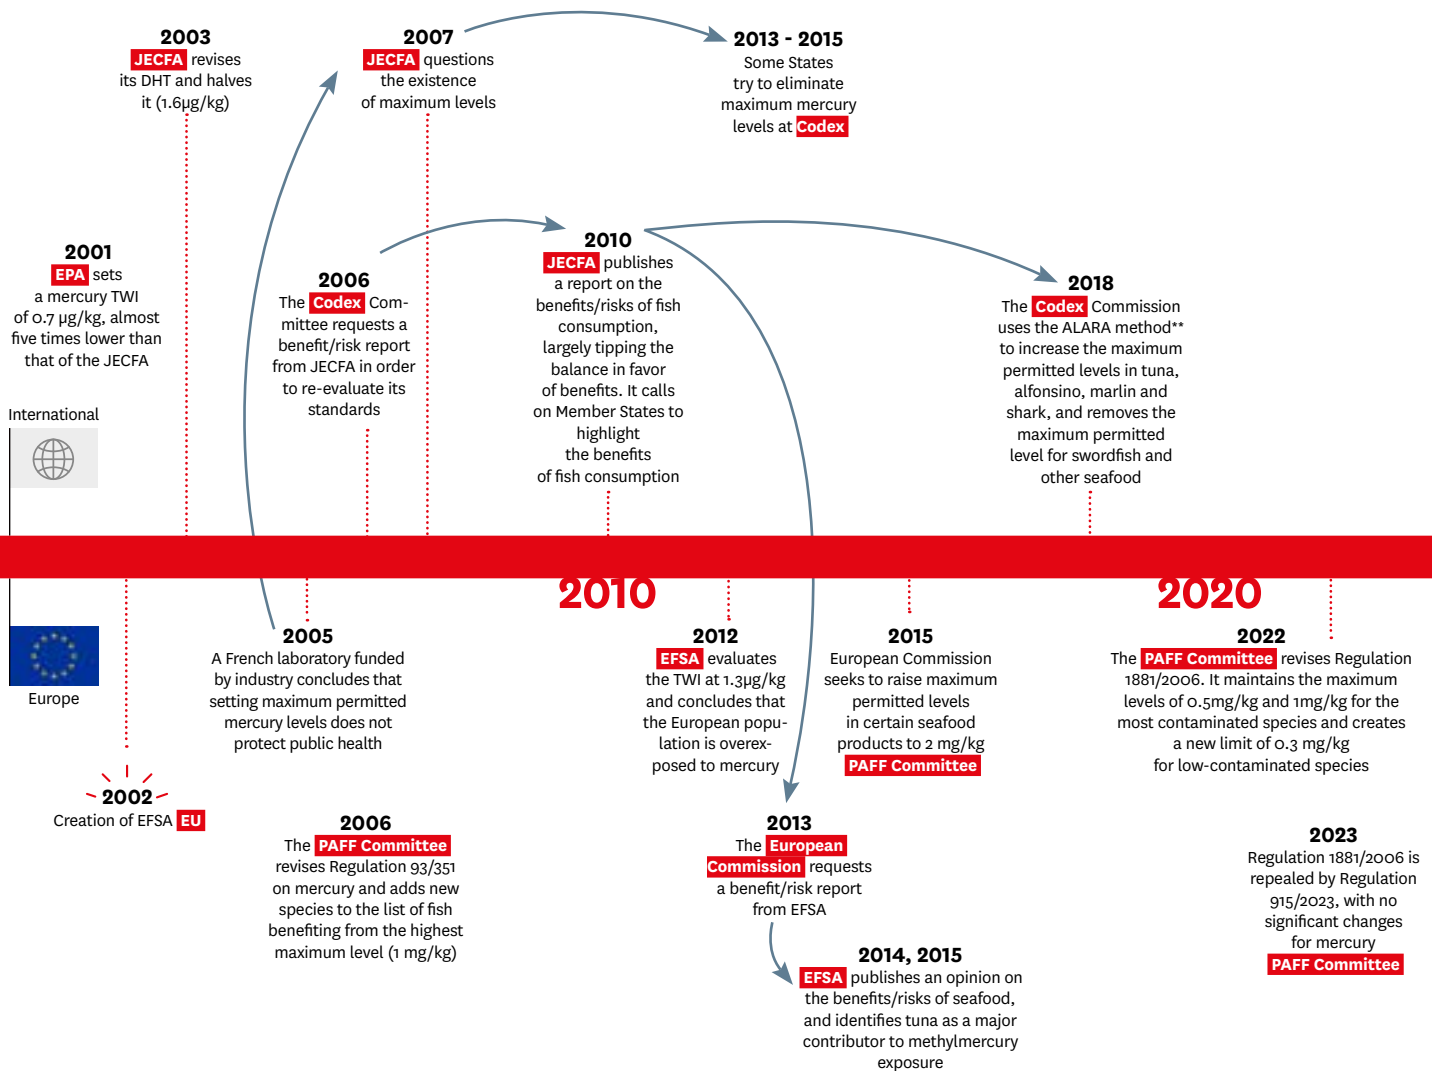 2003
JECFA revises
its DHT and halves
it (1.6µg/kg)
2007
JECFA questions
the existence
of maximum levels
2013 - 2015
Some States
try to eliminate
maximum mercury
levels at Codex
2001
EPA sets
a mercury TWI
of 0.7 µg/kg, almost
five times lower than
that of the JECFA
2006
The Codex Com-
mittee requests a
benefit/risk report
from JECFA in order
to re-evaluate its
standards
2010
JECFA publishes
a report on the
benefits/risks of fish
consumption,
largely tipping the
balance in favor
of benefits. It calls
on Member States to
highlight
the benefits
of fish consumption
2018
The Codex Commission
uses the ALARA method**
to increase the maximum
permitted levels in tuna,
alfonsino, marlin and
shark, and removes the
maximum permitted
level for swordfish and
other seafood
International
2010
2020
Europe
2005
A French laboratory funded
by industry concludes that
setting maximum permitted
mercury levels does not
protect public health
2012
EFSA evaluates
the TWI at 1.3µg/kg
and concludes that
the European popu-
lation is overex-
posed to mercury
2015
European Commission
seeks to raise maximum
permitted levels
in certain seafood
products to 2 mg/kg
PAFF Committee
2022
The PAFF Committee revises Regulation
1881/2006. It maintains the maximum
levels of 0.5mg/kg and 1mg/kg for the
most contaminated species and creates
a new limit of 0.3 mg/kg
for low-contaminated species
2002
Creation of EFSA EU
2006
The PAFF Committee
revises Regulation 93/351
on mercury and adds new
species to the list of fish
benefiting from the highest
maximum level (1 mg/kg)
2013
The European
Commission requests
a benefit/risk report
from EFSA
2014, 2015
EFSA publishes an opinion on
the benefits/risks of seafood,
and identifies tuna as a major
contributor to methylmercury
exposure
2023
Regulation 1881/2006 is
repealed by Regulation
915/2023, with no
significant changes
for mercury
PAFF Committee